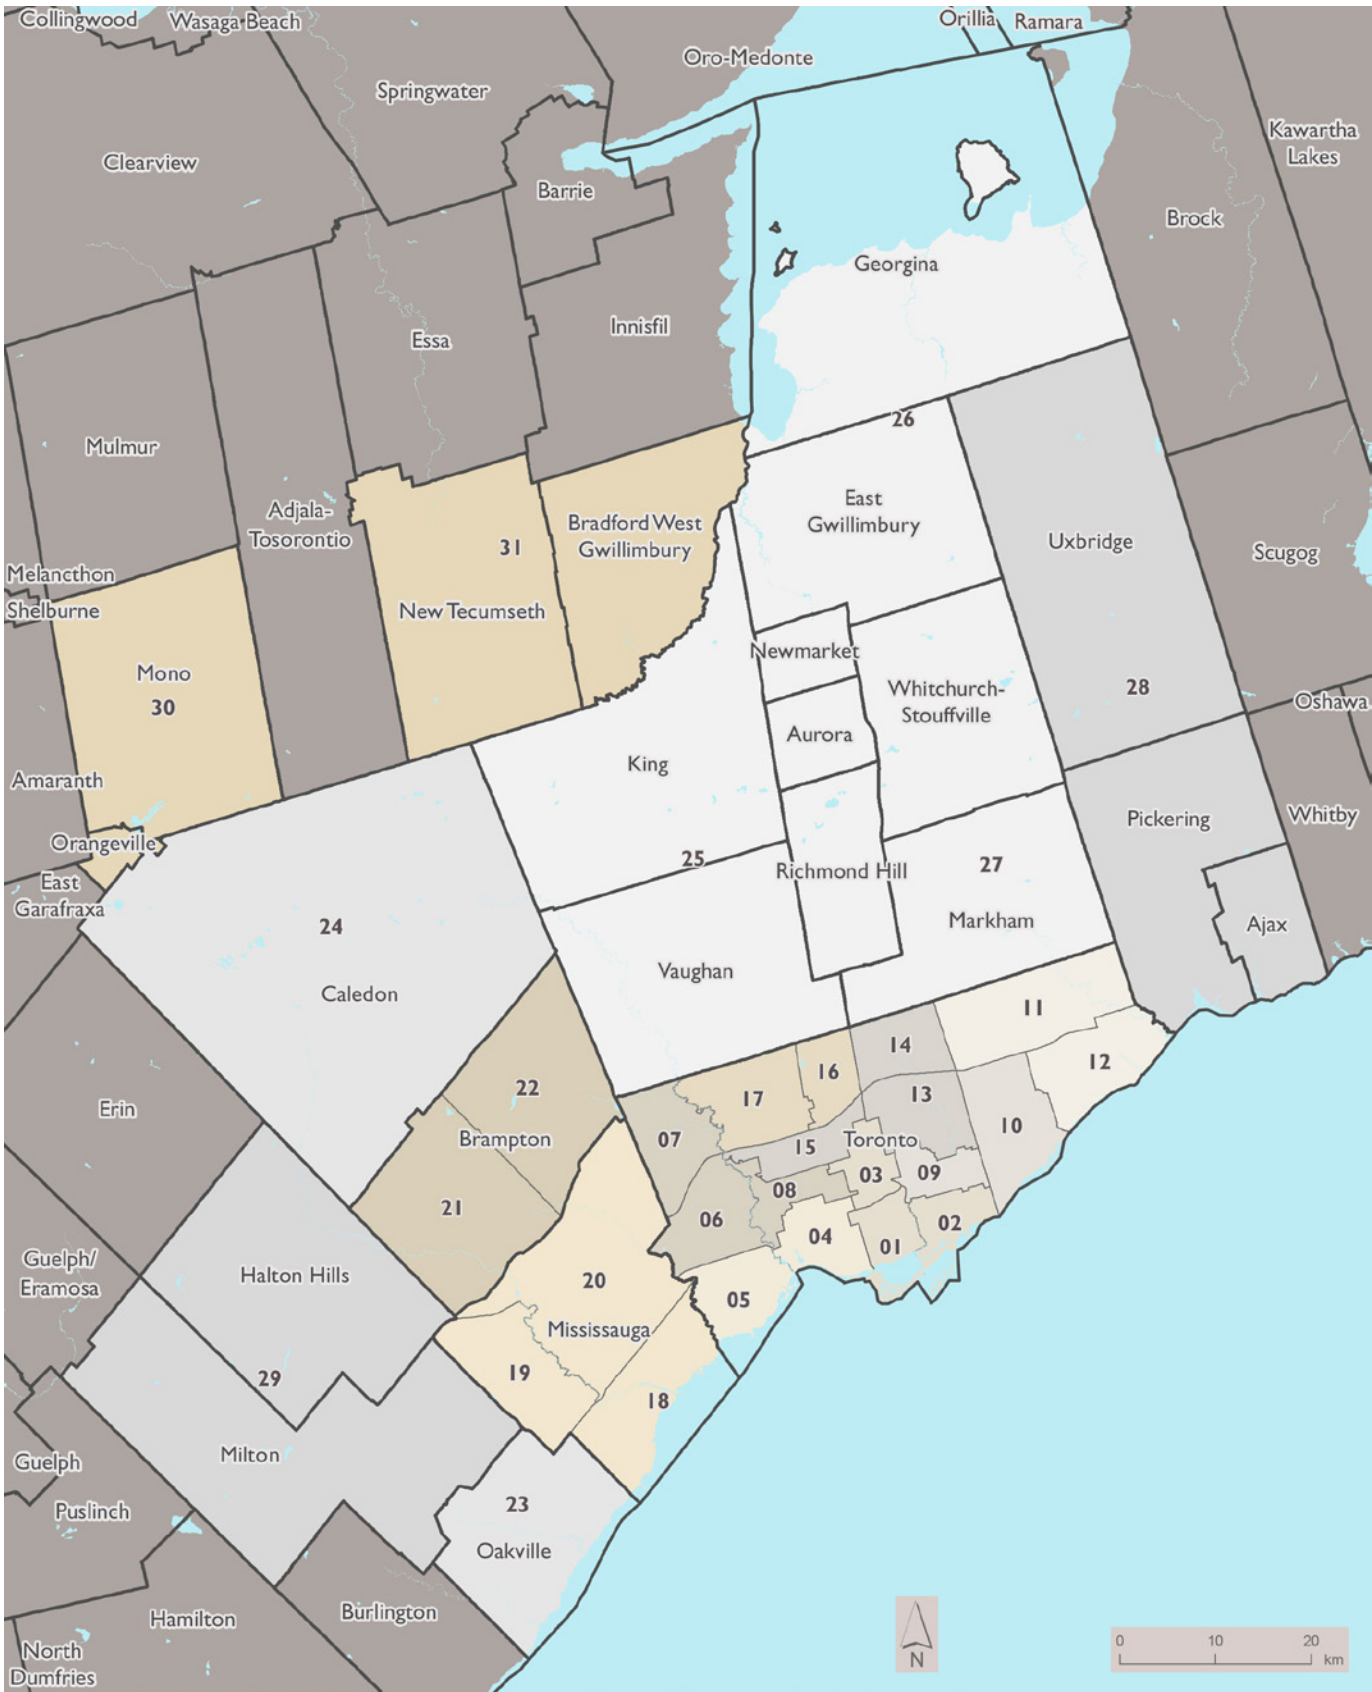 Collingwood
Wasaga Beach
Orillia
Ramara
Oro-Medonte
Springwater
Kawartha
Lakes
Clearview
Barrie
Brock
Georgina
Innisfil
Essa
26
Mulmur
East
Gwillimbury
Adjala-
Tosorontio
Bradford West
Gwillimbury
31
Uxbridge
Scugog
Melancthon
Shelburne
New Tecumseth
Newmarket
Mono
30
Whitchurch-
Stouffville
28
Oshawa
Aurora
King
Amaranth
Pickering
Whitby
Orangeville
25
Richmond Hill
27
East
Garafraxa
24
Markham
Ajax
Vaughan
Caledon
11
14
12
16
22
17
13
Erin
07
Brampton
15
Toronto
10
03
09
08
21
06
02
04
01
Guelph/
Eramosa
Halton Hills
20
05
Mississauga
19
29
18
Milton
Guelph
23
Puslinch
Oakville
Burlington
Hamilton
North
Dumfries
N
0 10 20
km